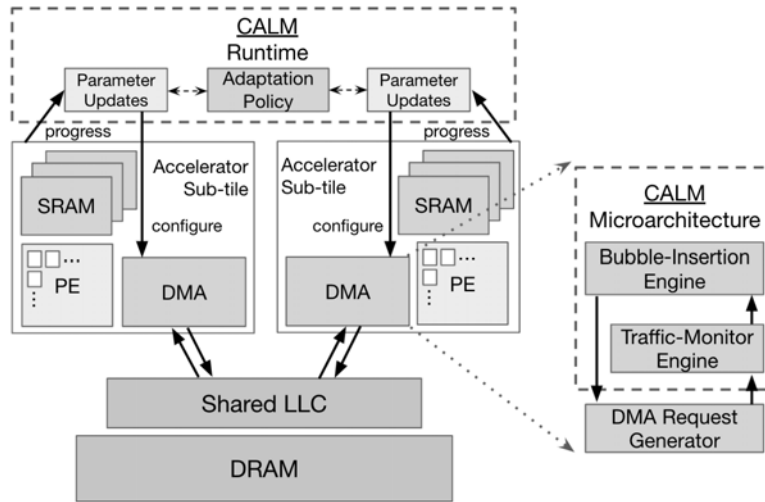 CALM
Runtime
Parameter
Updates
Adaptation
Policy
Parameter
Updates
progress
progress
Accelerator
Sub-tile
SRAM
configure
PE
DMA
Accelerator
Sub-tile
SRAM
configure
DMA
PE
Shared LLC
DRAM
CALM
Microarchitecture
Bubble-Insertion
Engine
Traffic-Monitor
Engine
DMA Request
Generator